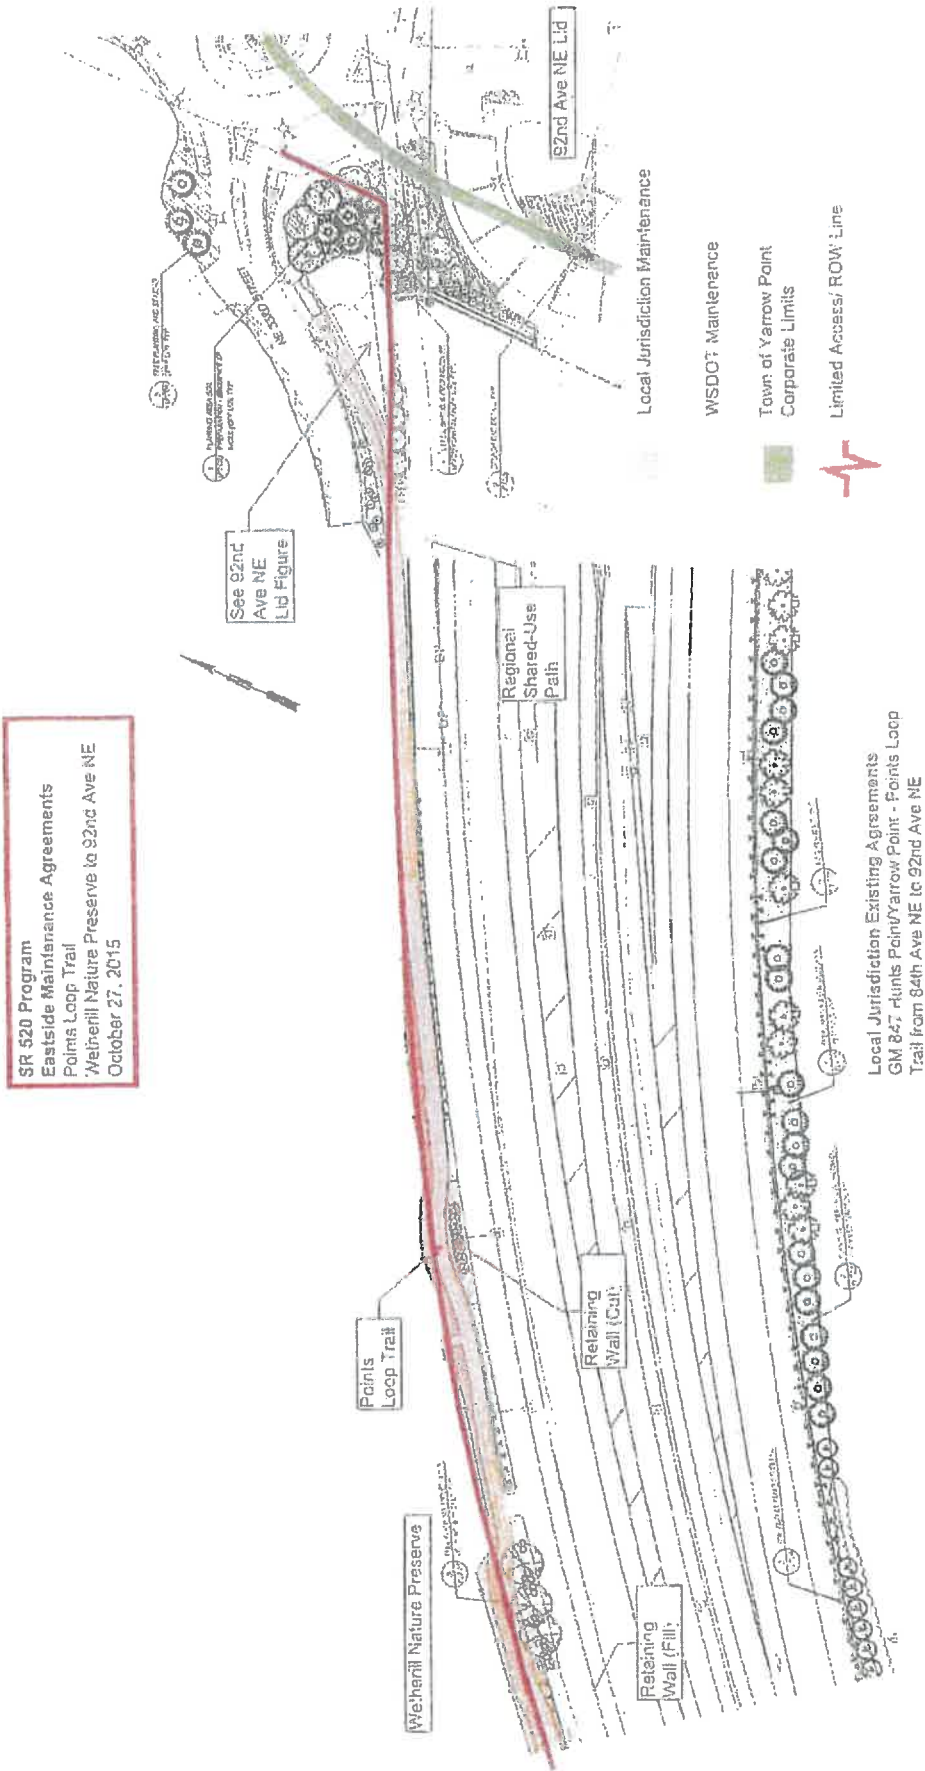 SR 520 Program
Eastside Maintenance Agreements
Points Loop Trail
Wetherill Nature Preserve to 92nd Ave NE
October 27, 2015
Wetherill Nature Preserve
Points
Loop Trail
See 92nd
Ave NE
Lid Figure
NE 33RD STREET
92nd Ave NE Lid
Retaining
Wall (Fill)
Retaining
Wall (Cut)
Regional
Shared-Use
Path
Local Jurisdiction Maintenance
WSDOT Maintenance
Town of Yarrow Point
Corporate Limits
Limited Access/ ROW Line
Local Jurisdiction Existing Agreements
GM 847 Hunts Point/Yarrow Point - Points Loop
Trail from 84th Ave NE to 92nd Ave NE